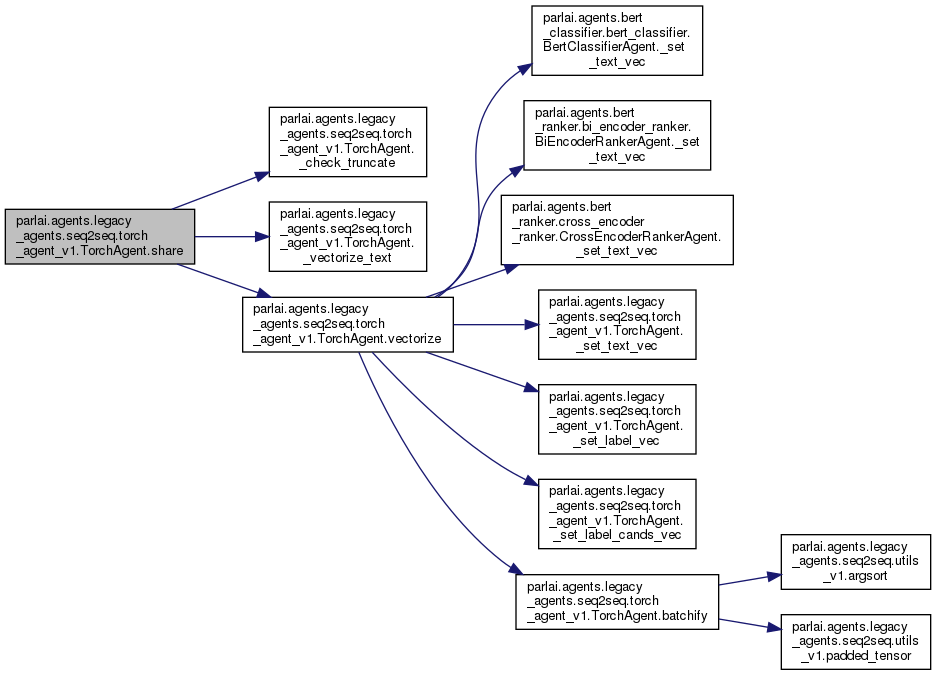 parlai.agents.legacy
_agents.seq2seq.torch
_agent_v1.TorchAgent.share
parlai.agents.legacy
_agents.seq2seq.torch
_agent_v1.TorchAgent.
_check_truncate
parlai.agents.legacy
_agents.seq2seq.torch
_agent_v1.TorchAgent.
_vectorize_text
parlai.agents.legacy
_agents.seq2seq.torch
_agent_v1.TorchAgent.vectorize
parlai.agents.bert
_classifier.bert_classifier.
BertClassifierAgent._set
_text_vec
parlai.agents.bert
_ranker.bi_encoder_ranker.
BiEncoderRankerAgent._set
_text_vec
parlai.agents.bert
_ranker.cross_encoder
_ranker.CrossEncoderRankerAgent.
_set_text_vec
parlai.agents.legacy
_agents.seq2seq.torch
_agent_v1.TorchAgent.
_set_text_vec
parlai.agents.legacy
_agents.seq2seq.torch
_agent_v1.TorchAgent.
_set_label_vec
parlai.agents.legacy
_agents.seq2seq.torch
_agent_v1.TorchAgent.
_set_label_cands_vec
parlai.agents.legacy
_agents.seq2seq.torch
_agent_v1.TorchAgent.batchify
parlai.agents.legacy
_agents.seq2seq.utils
_v1.argsort
parlai.agents.legacy
_agents.seq2seq.utils
_v1.padded_tensor